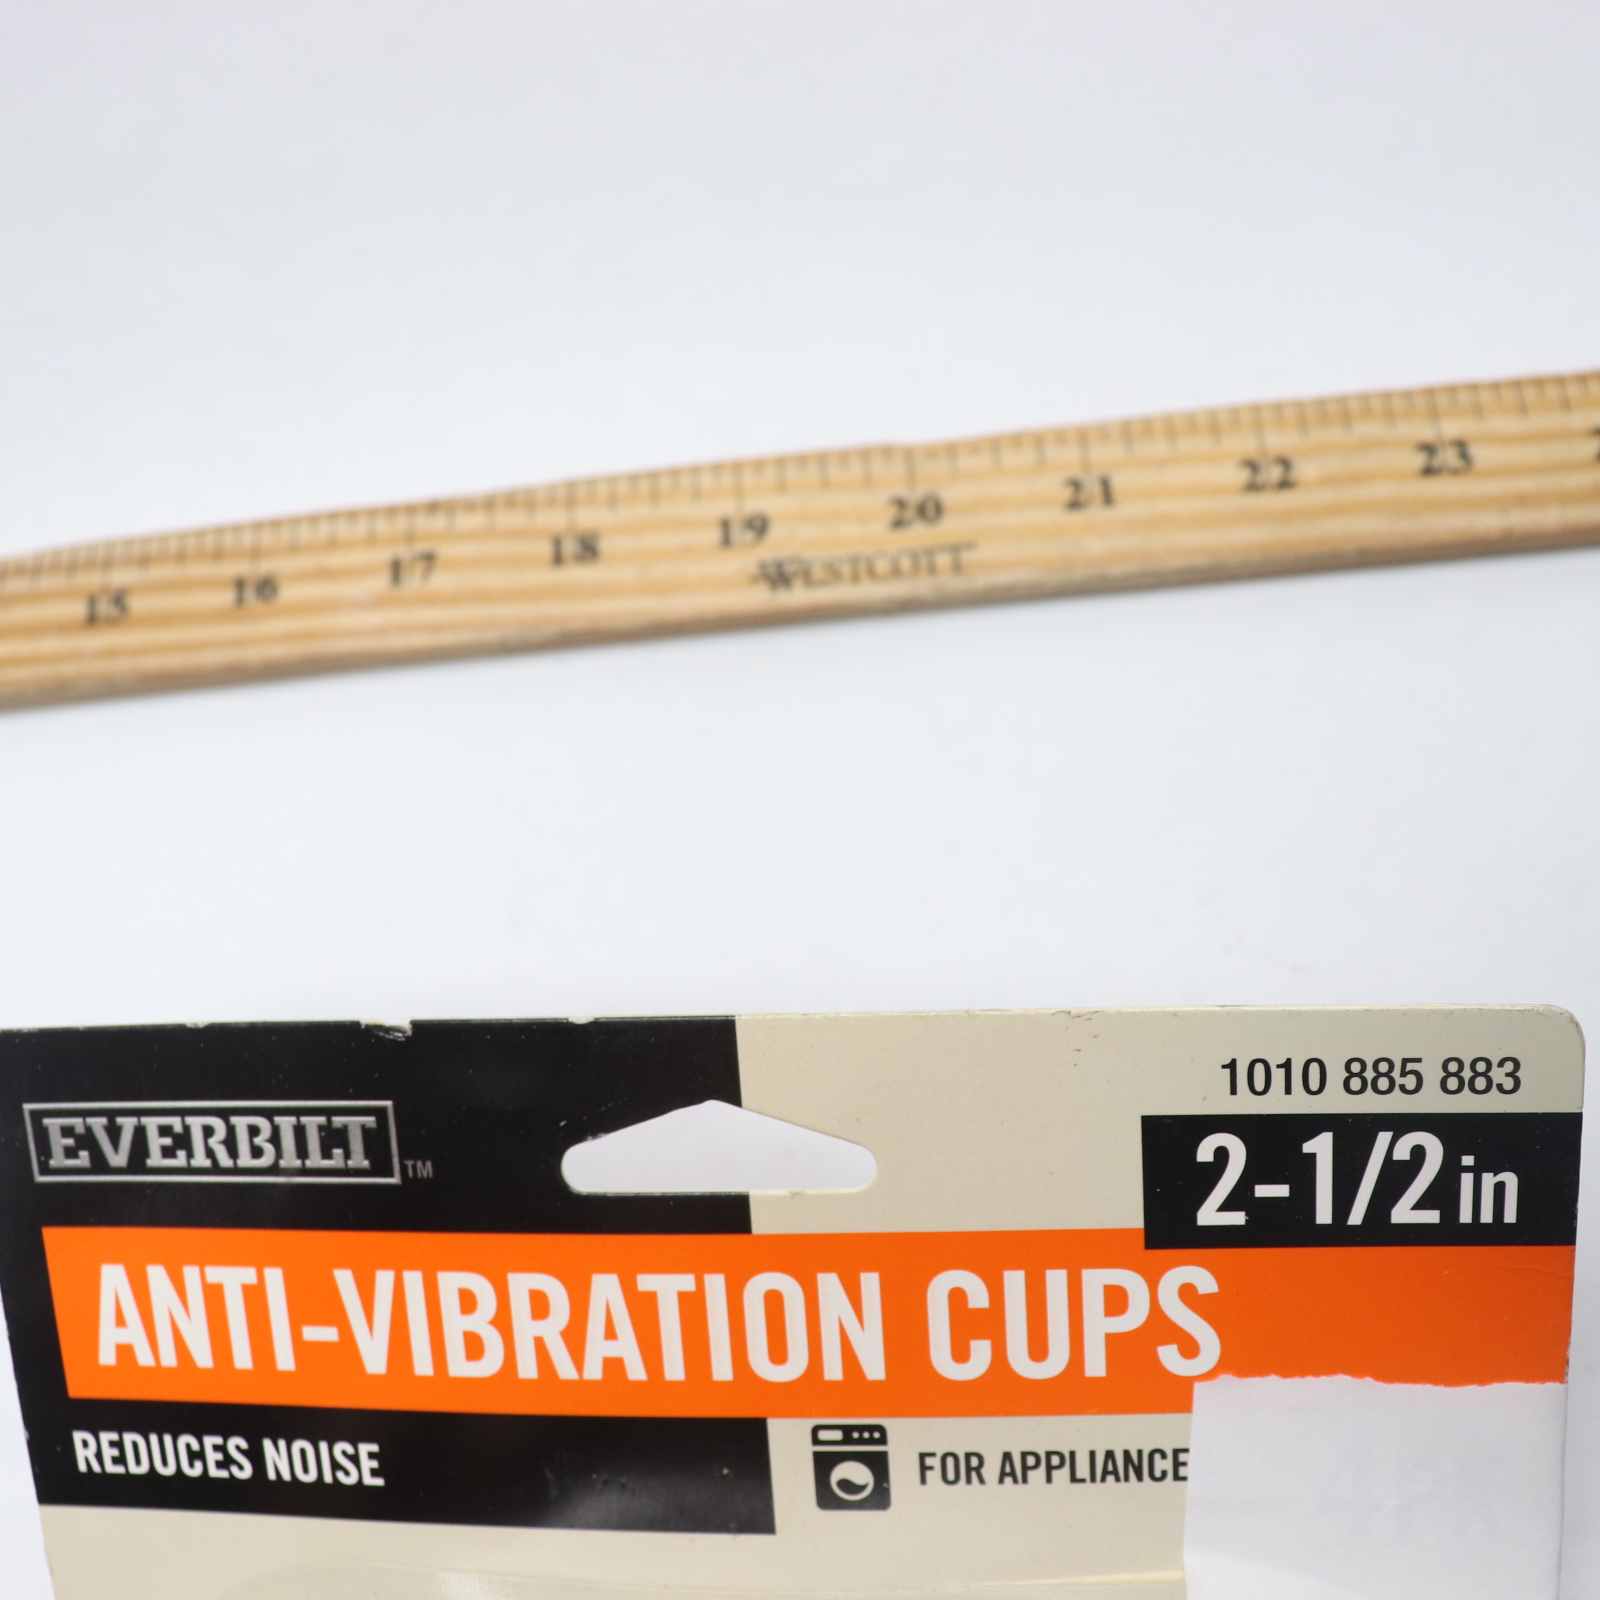 15 16 17 18 19 20 21 22 23
WESTCOTT
1010 885 883
EVERBILT™
2-1/2 in
ANTI-VIBRATION CUPS
REDUCES NOISE
FOR APPLIANCE